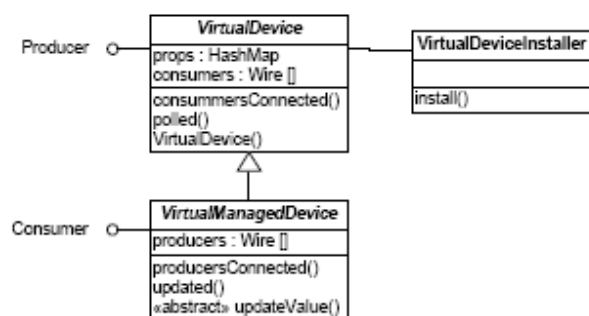 VirtualDevice
Producer
props : HashMap
consumers : Wire []
consummersConnected()
polled()
VirtualDevice()
VirtualDeviceInstaller
install()
VirtualManagedDevice
Consumer
producers : Wire []
producersConnected()
updated()
«abstract» updateValue()